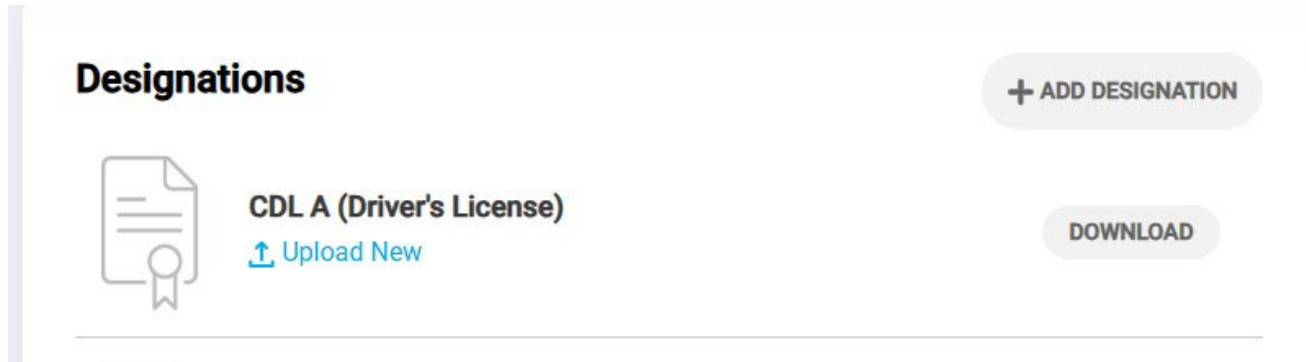 Designations
+ ADD DESIGNATION
CDL A (Driver's License)
Upload New
DOWNLOAD